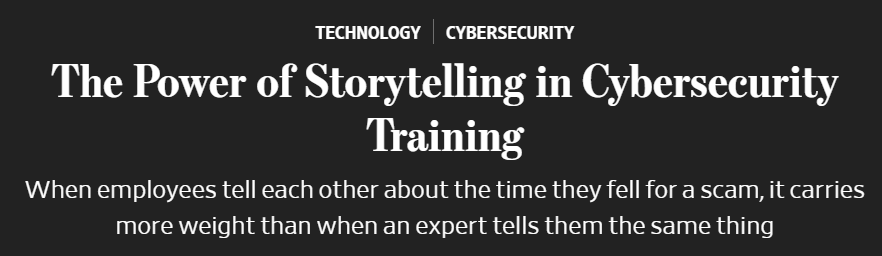 TECHNOLOGY | CYBERSECURITY
The Power of Storytelling in Cybersecurity
Training
When employees tell each other about the time they fell for a scam, it carries
more weight than when an expert tells them the same thing